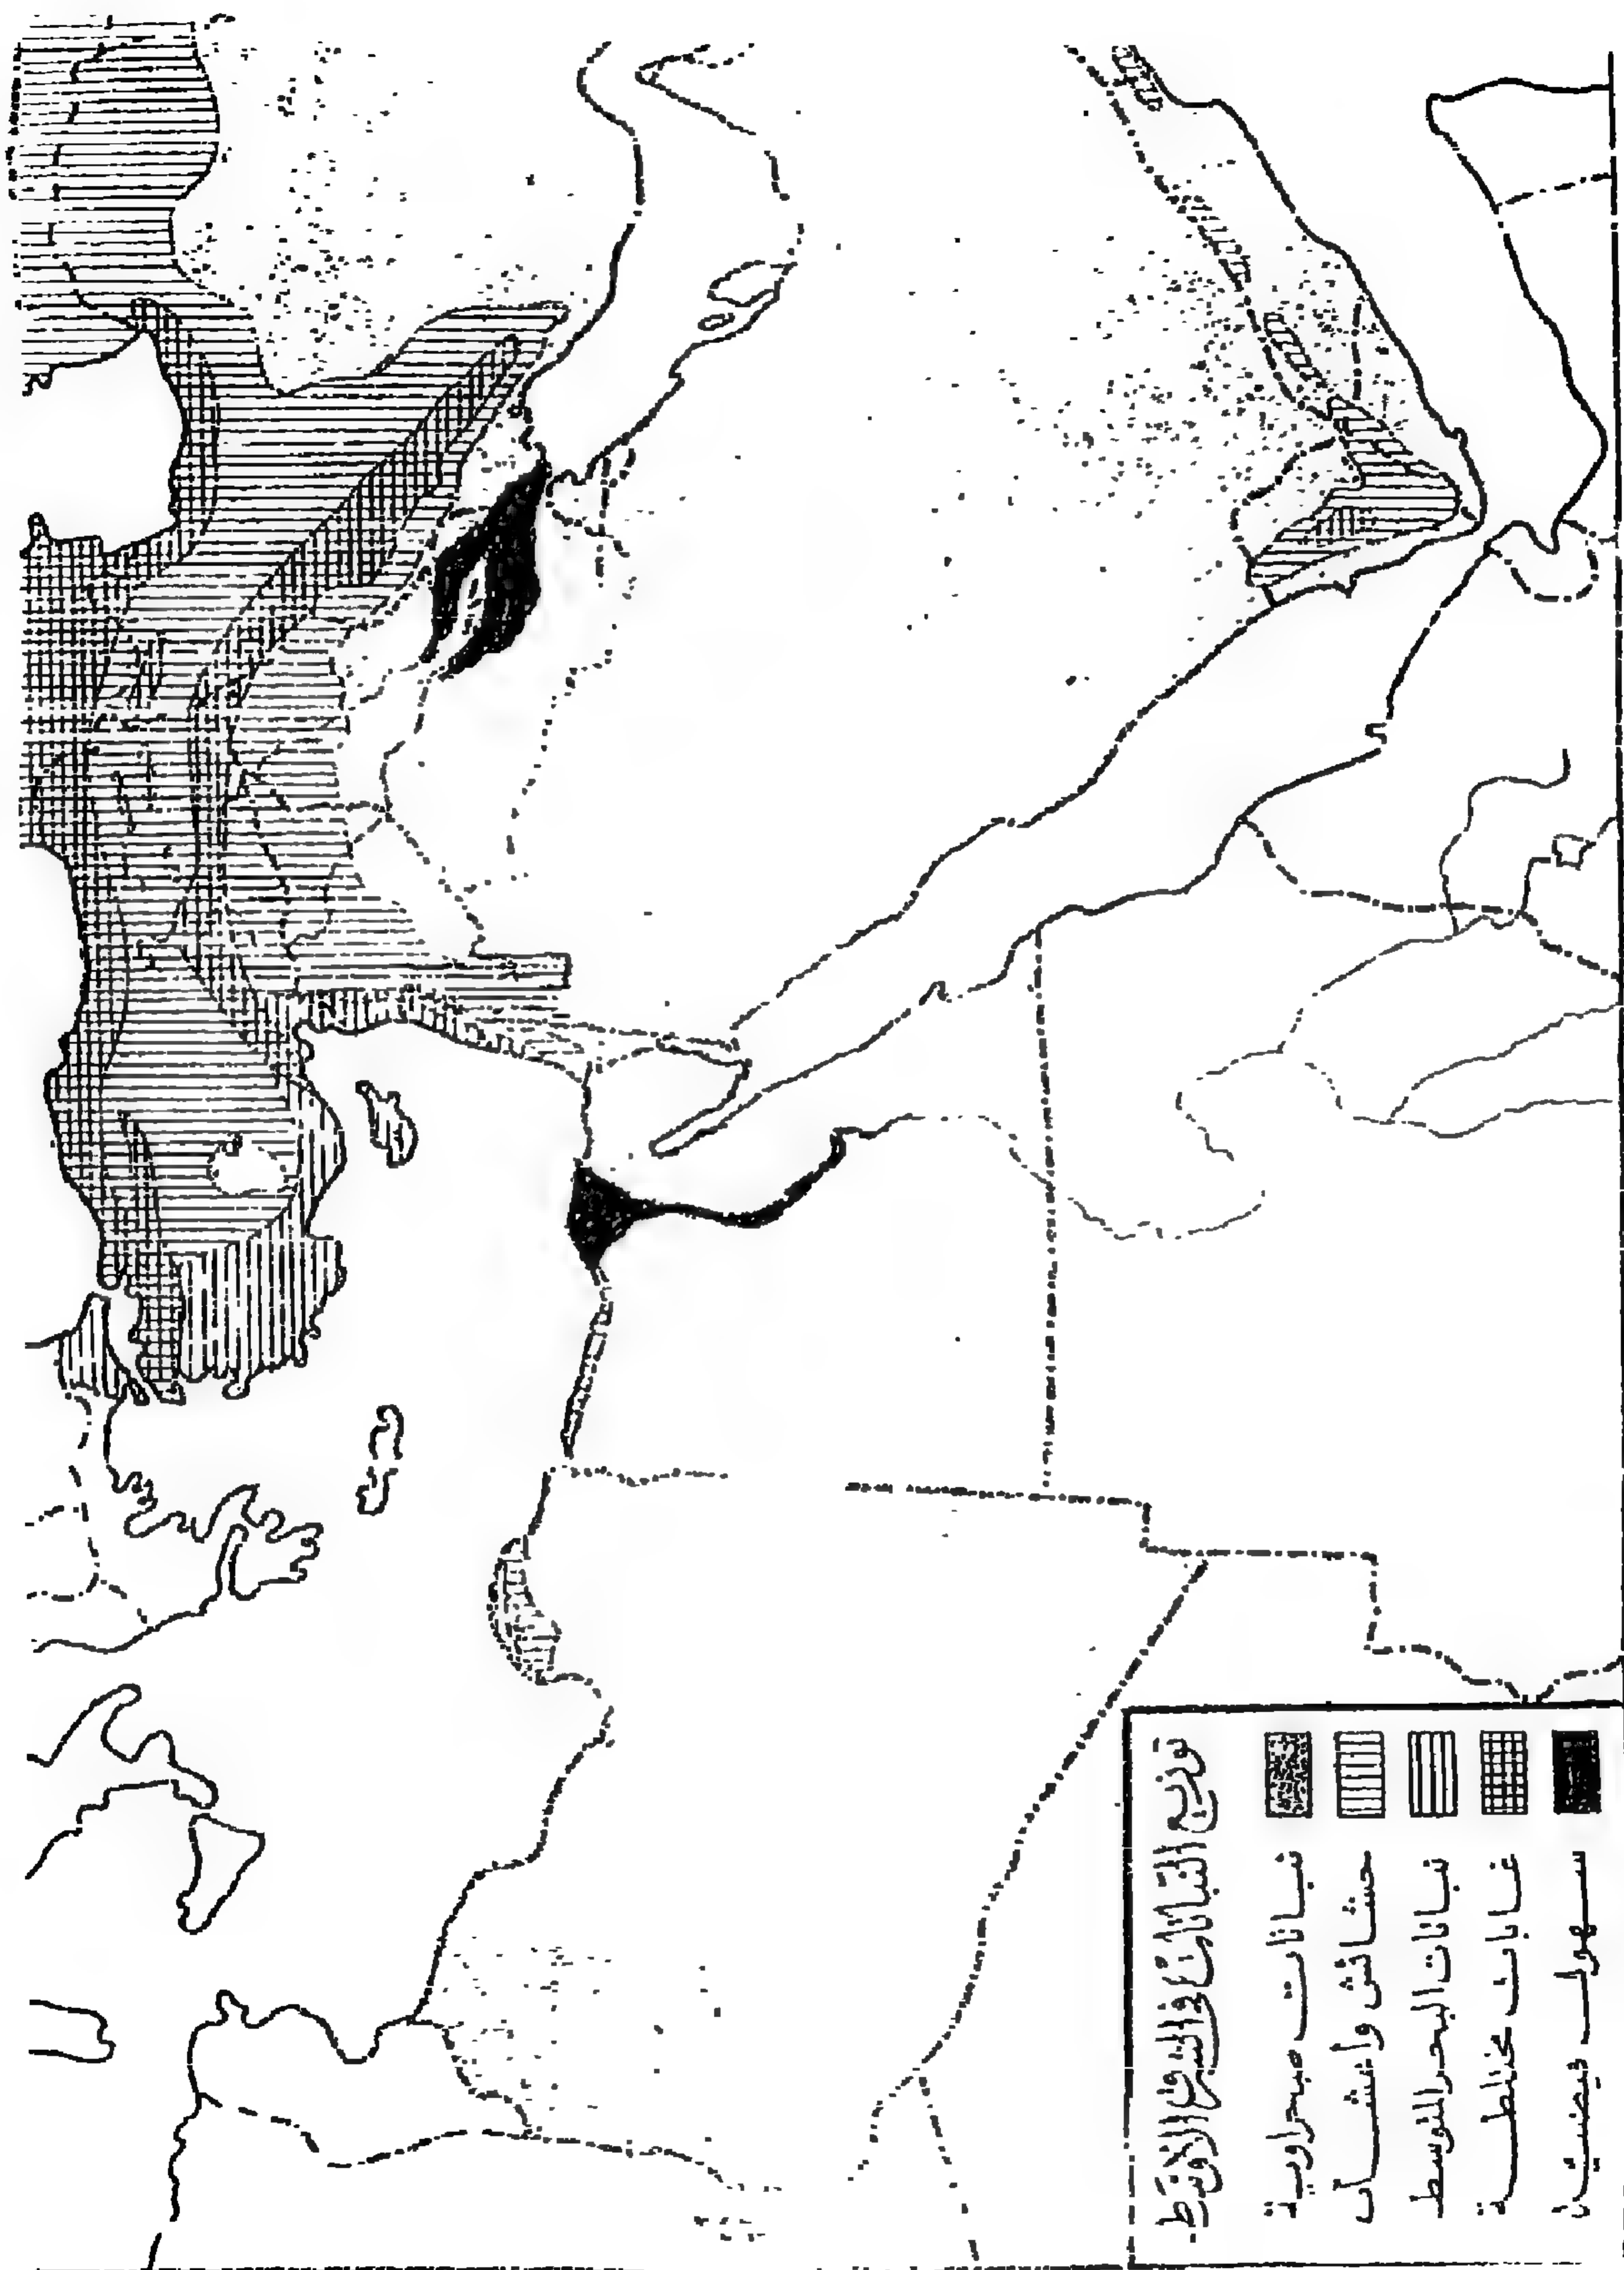 توزيع النباتات في الشرق الأوسط
نباتات صحراوية
حشائش وأعشاب
نباتات البحر المتوسط
غابات مختلطة
سهول فيضية